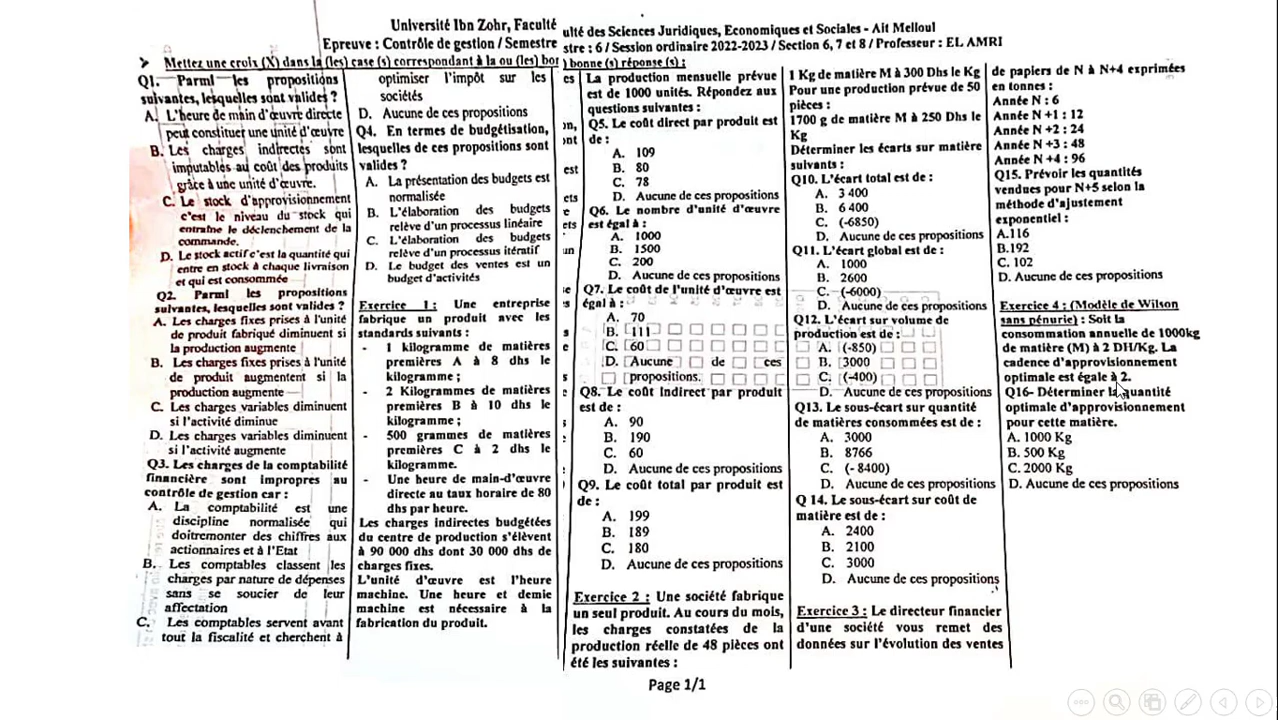 Université Ibn Zohr, Faculté
ulté des Sciences Juridiques, Economiques et Sociales - Ait Melloul
Epreuve : Contrôle de gestion / Semestre
stre : 6 / Session ordinaire 2022-2023 / Section 6, 7 et 8 / Professeur : EL AMRI
➤ Mettez une croix (X) dans la (les) case (s) correspondant à la ou (les) bon
) bonne (s) réponse (s) :
Q1. Parmi les propositions
suivantes, lesquelles sont valides ?
A. L'heure de main d'œuvre directe
peut constituer une unité d'œuvre
B. Les charges indirectes sont
imputables au coût des produits
grâce à une unité d'œuvre.
C. Le stock d'approvisionnement
c'est le niveau du stock qui
entraîne le déclenchement de la
commande.
D. Le stock actif c'est la quantité qui
entre en stock à chaque livraison
et qui est consommée
Q2. Parmi les propositions
suivantes, lesquelles sont valides ?
A. Les charges fixes prises à l'unité
de produit fabriqué diminuent si
la production augmente
B. Les charges fixes prises à l'unité
de produit augmentent si la
production augmente
C. Les charges variables diminuent
si l'activité diminue
D. Les charges variables diminuent
si l'activité augmente
Q3. Les charges de la comptabilité
financière sont impropres au
contrôle de gestion car :
A. La comptabilité est une
discipline normalisée qui
doitremonter des chiffres aux
actionnaires et à l'Etat
B. Les comptables classent les
charges par nature de dépenses
sans se soucier de leur
affectation
C. Les comptables servent avant
tout la fiscalité et cherchent à
optimiser l'impôt sur les
sociétés
D. Aucune de ces propositions
Q4. En termes de budgétisation,
lesquelles de ces propositions sont
valides ?
A. La présentation des budgets est
normalisée
B. L'élaboration des budgets
relève d'un processus linéaire
C. L'élaboration des budgets
relève d'un processus itératif
D. Le budget des ventes est un
budget d'activités
Exercice 1 : Une entreprise
fabrique un produit avec les
standards suivants :
- 1 kilogramme de matières
premières A à 8 dhs le
kilogramme ;
- 2 Kilogrammes de matières
premières B à 10 dhs le
kilogramme ;
- 500 grammes de matières
premières C à 2 dhs le
kilogramme.
- Une heure de main-d'œuvre
directe au taux horaire de 80
dhs par heure.
Les charges indirectes budgétées
du centre de production s'élèvent
à 90 000 dhs dont 30 000 dhs de
charges fixes.
L'unité d'œuvre est l'heure
machine. Une heure et demie
machine est nécessaire à la
fabrication du produit.
La production mensuelle prévue
est de 1000 unités. Répondez aux
questions suivantes :
Q5. Le coût direct par produit est
de :
A. 109
B. 80
C. 78
D. Aucune de ces propositions
Q6. Le nombre d'unité d'œuvre
est égal à :
A. 1000
B. 1500
C. 200
D. Aucune de ces propositions
Q7. Le coût de l'unité d'œuvre est
égal à :
A. 70
B. 111
C. 60
D. Aucune de ces
propositions.
Q8. Le coût indirect par produit
est de :
A. 90
B. 190
C. 60
D. Aucune de ces propositions
Q9. Le coût total par produit est
de :
A. 199
B. 189
C. 180
D. Aucune de ces propositions
Exercice 2 : Une société fabrique
un seul produit. Au cours du mois,
les charges constatées de la
production réelle de 48 pièces ont
été les suivantes :
1 Kg de matière M à 300 Dhs le Kg
Pour une production prévue de 50
pièces :
1700 g de matière M à 250 Dhs le
Kg
Déterminer les écarts sur matière
suivants :
Q10. L'écart total est de :
A. 3 400
B. 6 400
C. (-6850)
D. Aucune de ces propositions
Q11. L'écart global est de :
A. 1000
B. 2600
C. (-6000)
D. Aucune de ces propositions
Q12. L'écart sur volume de
production est de :
A. (-850)
B. 3000
C. (-400)
D. Aucune de ces propositions
Q13. Le sous-écart sur quantité
de matières consommées est de :
A. 3000
B. 8766
C. (- 8400)
D. Aucune de ces propositions
Q 14. Le sous-écart sur coût de
matière est de :
A. 2400
B. 2100
C. 3000
D. Aucune de ces propositions
Exercice 3 : Le directeur financier
d'une société vous remet des
données sur l'évolution des ventes
de papiers de N à N+4 exprimées
en tonnes :
Année N : 6
Année N +1 : 12
Année N +2 : 24
Année N +3 : 48
Année N +4 : 96
Q15. Prévoir les quantités
vendues pour N+5 selon la
méthode d'ajustement
exponentiel :
A.116
B.192
C. 102
D. Aucune de ces propositions
Exercice 4 : (Modèle de Wilson
sans pénurie) : Soit la
consommation annuelle de 1000kg
de matière (M) à 2 DH/Kg. La
cadence d'approvisionnement
optimale est égale à 2.
Q16- Déterminer la quantité
optimale d'approvisionnement
pour cette matière.
A. 1000 Kg
B. 500 Kg
C. 2000 Kg
D. Aucune de ces propositions
Page 1/1